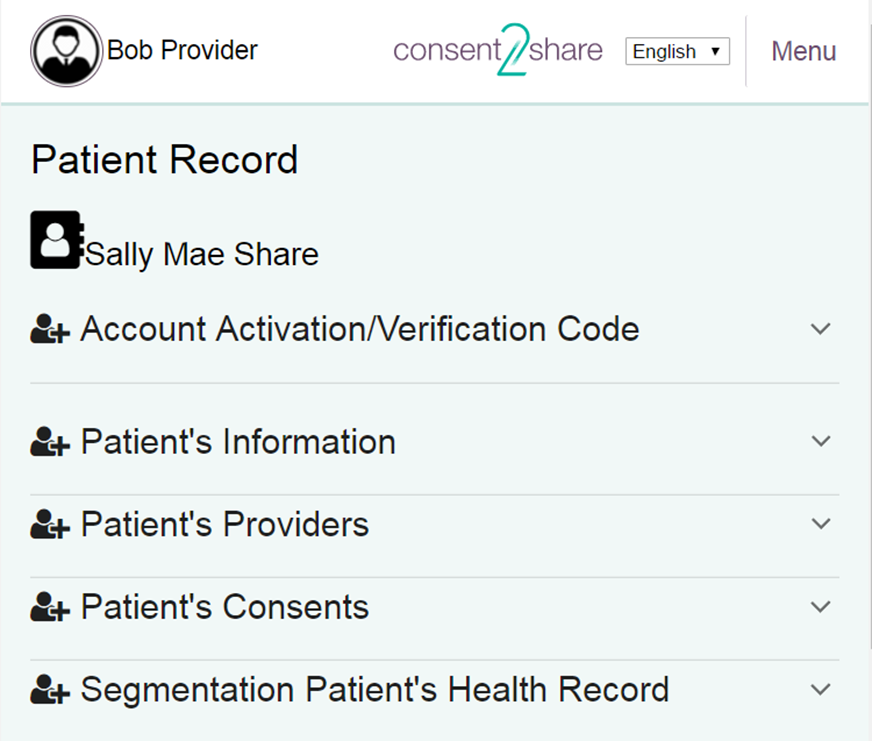 Bob Provider
consent2share
English
Menu
Patient Record
Sally Mae Share
Account Activation/Verification Code
Patient's Information
Patient's Providers
Patient's Consents
Segmentation Patient's Health Record